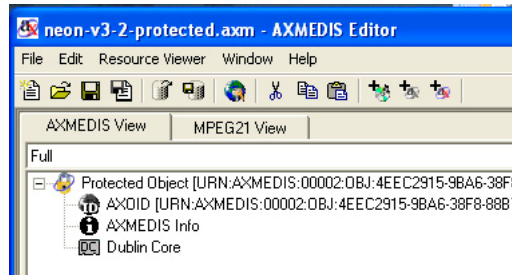 neon-v3-2-protected.axm - AXMEDIS Editor
File Edit Resource Viewer Window Help
AXMEDIS View MPEG21 View
Full
Protected Object [URN:AXMEDIS:00002:OBJ:4EEC2915-9BA6-38F
AXOID [URN:AXMEDIS:00002:OBJ:4EEC2915-9BA6-38F8-88B
AXMEDIS Info
DC Dublin Core